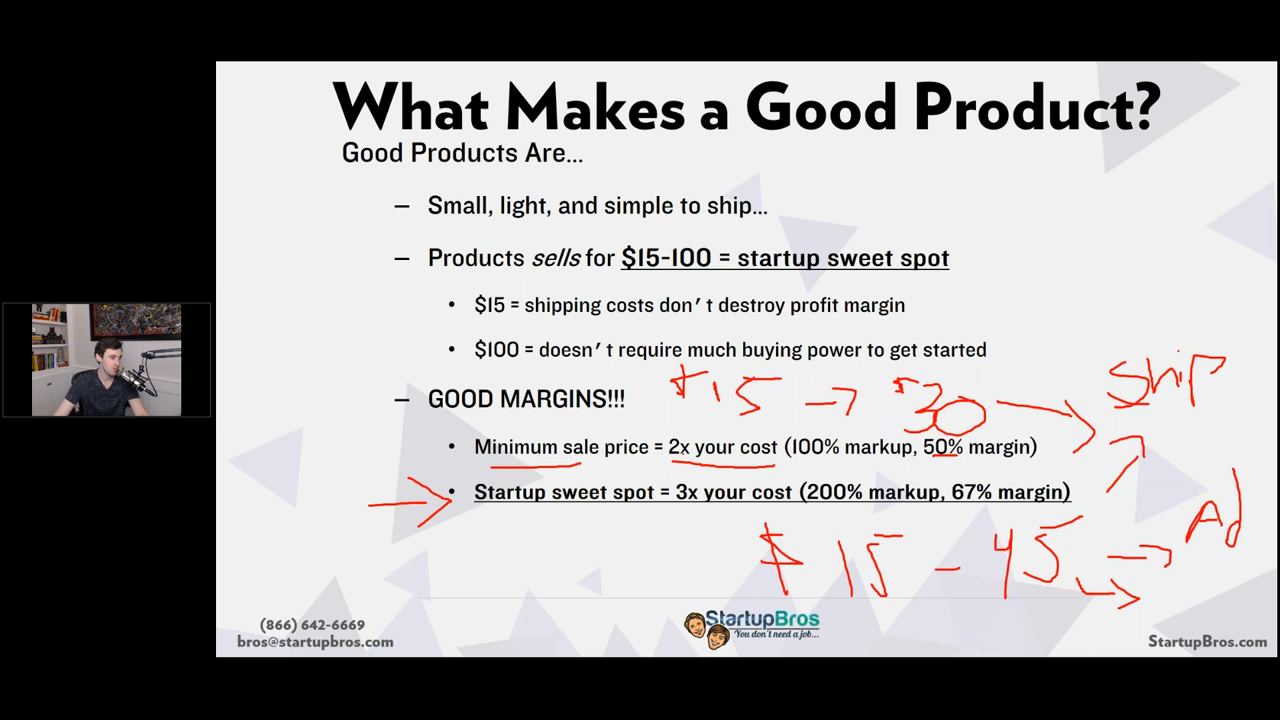 What Makes a Good Product?
Good Products Are...
– Small, light, and simple to ship...
– Products sells for $15-100 = startup sweet spot
• $15 = shipping costs don't destroy profit margin
• $100 = doesn't require much buying power to get started
Ship
$15 → $30
– GOOD MARGINS!!!
• Minimum sale price = 2x your cost (100% markup, 50% margin)
• Startup sweet spot = 3x your cost (200% markup, 67% margin)
Ad
$15 - 45
(866) 642-6669
bros@startupbros.com
StartupBros
"You don't need a job...
StartupBros.com